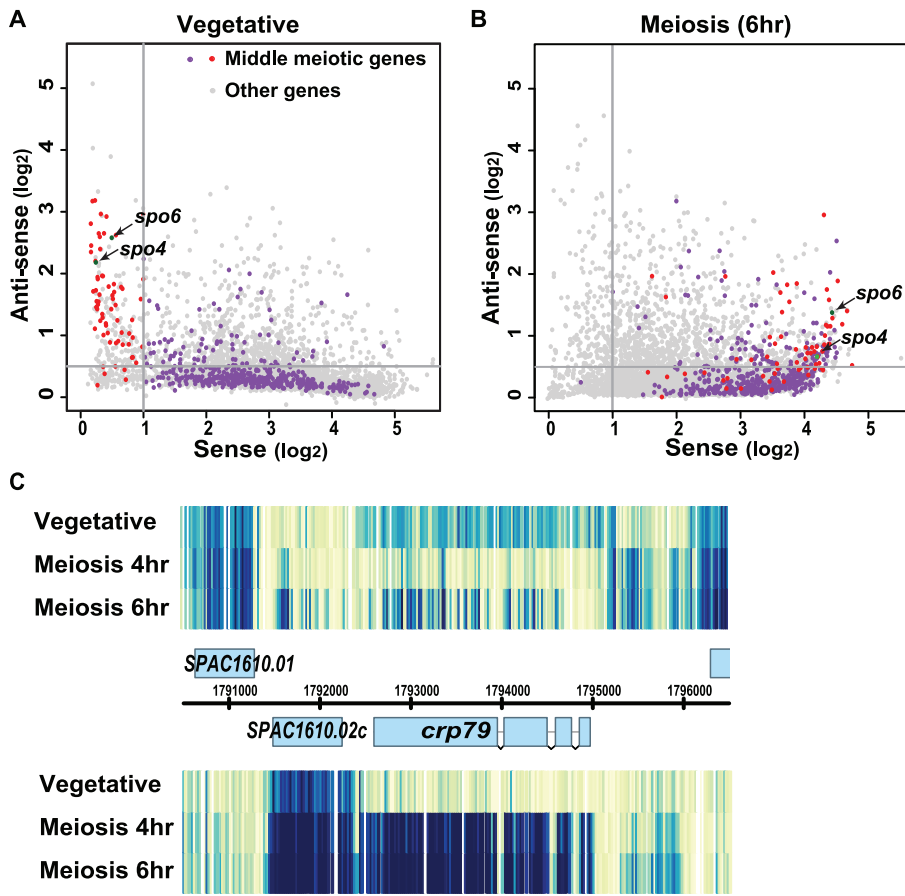 A
Vegetative
Middle meiotic genes
Other genes
spo6
spo4
Anti-sense (log2)
0
1
2
3
4
5
0
1
2
3
4
5
Sense (log2)
B
Meiosis (6hr)
spo6
spo4
Anti-sense (log2)
0
1
2
3
4
5
0
1
2
3
4
5
Sense (log2)
C
Vegetative
Meiosis 4hr
Meiosis 6hr
SPAC1610.01
1791000 1792000 1793000 1794000 1795000 1796000
SPAC1610.02c
crp79
Vegetative
Meiosis 4hr
Meiosis 6hr